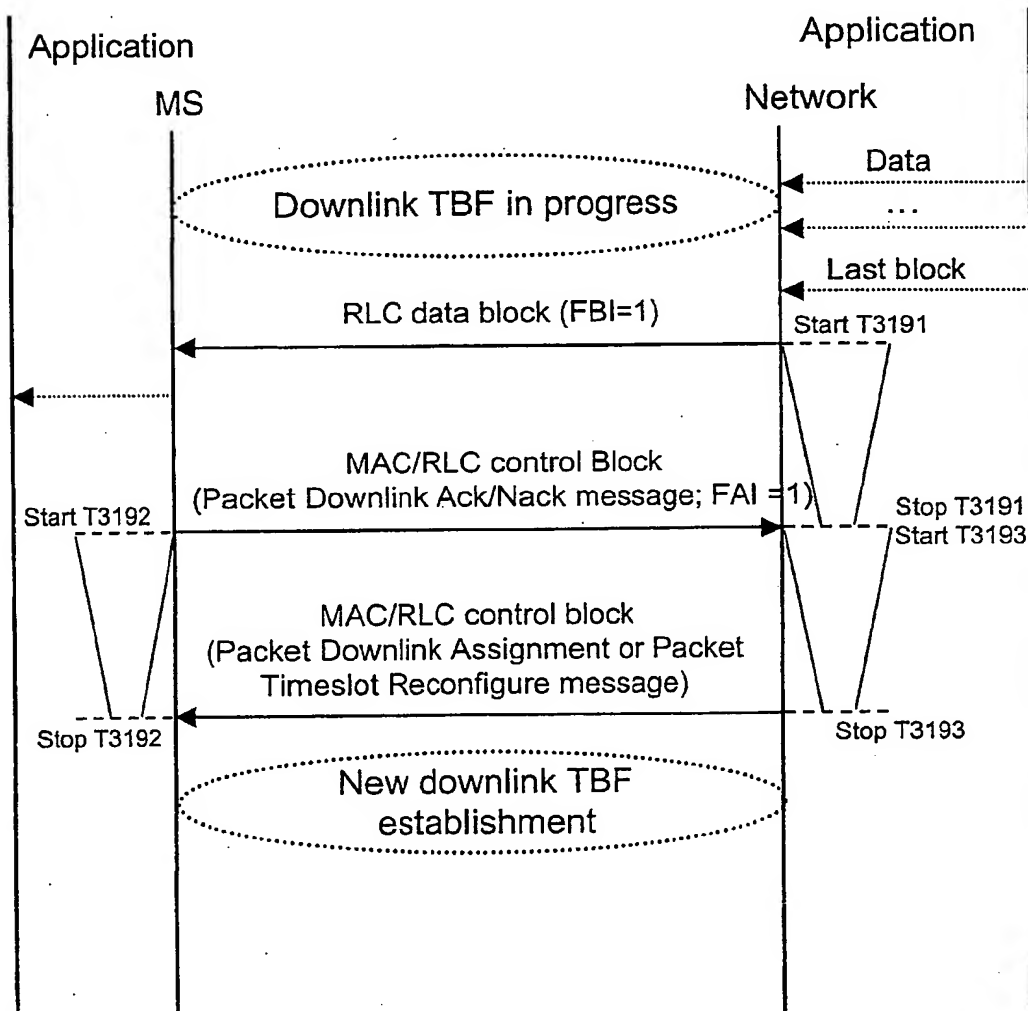 Application
Application
MS
Network
Data
Downlink TBF in progress
...
Last block
RLC data block (FBI=1)
Start T3191
MAC/RLC control Block
(Packet Downlink Ack/Nack message; FAI =1)
Start T3192
Stop T3191
Start T3193
MAC/RLC control block
(Packet Downlink Assignment or Packet
Timeslot Reconfigure message)
Stop T3192
Stop T3193
New downlink TBF
establishment